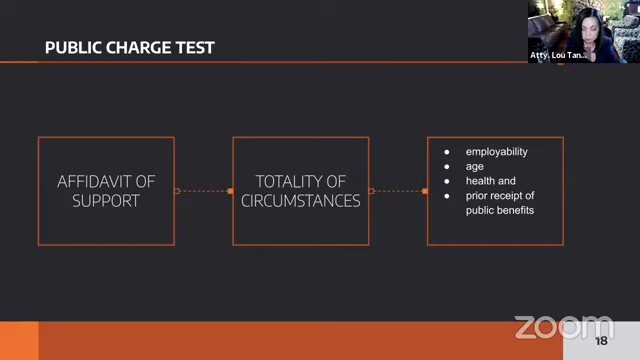 PUBLIC CHARGE TEST
Atty. Lou Tan...
AFFIDAVIT OF
SUPPORT
TOTALITY OF
CIRCUMSTANCES
● employability
● age
● health and
● prior receipt of
public benefits
zoom
18